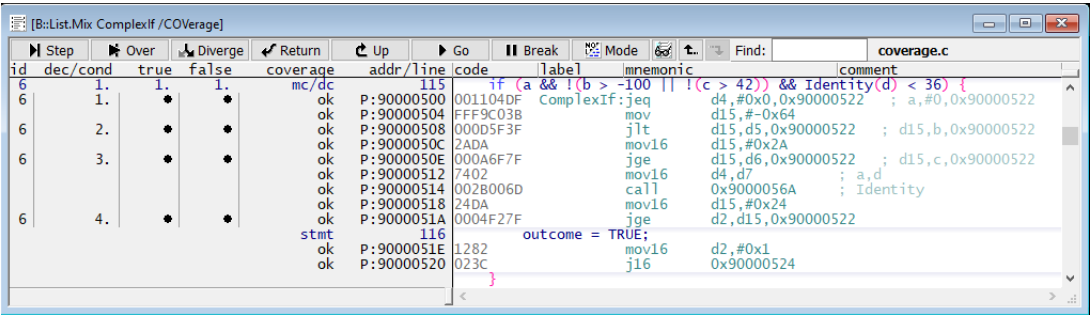 [B::List.Mix ComplexIf /COVerage]
Step Over Diverge Return Up Go Break Mode Find: coverage.c
id dec/cond true false coverage addr/line code label mnemonic comment
6 1. 1. 1. mc/dc 115 if (a && !(b > -100 || !(c > 42)) && Identity(d) < 36) {
6 1. ● ● ok P:90000500 001104DF ComplexIf:jeq d4,#0x0,0x90000522 ; a,#0,0x90000522
ok P:90000504 FFF9C03B mov d15,#-0x64
6 2. ● ● ok P:90000508 000D5F3F jlt d15,d5,0x90000522 ; d15,b,0x90000522
ok P:9000050C 2ADA mov16 d15,#0x2A
6 3. ● ● ok P:9000050E 000A6F7F jge d15,d6,0x90000522 ; d15,c,0x90000522
ok P:90000512 7402 mov16 d4,d7 ; a,d
ok P:90000514 002B006D call 0x9000056A ; Identity
ok P:90000518 24DA mov16 d15,#0x24
6 4. ● ● ok P:9000051A 0004F27F jge d2,d15,0x90000522
stmt 116 outcome = TRUE;
ok P:9000051E 1282 mov16 d2,#0x1
ok P:90000520 023C j16 0x90000524
}